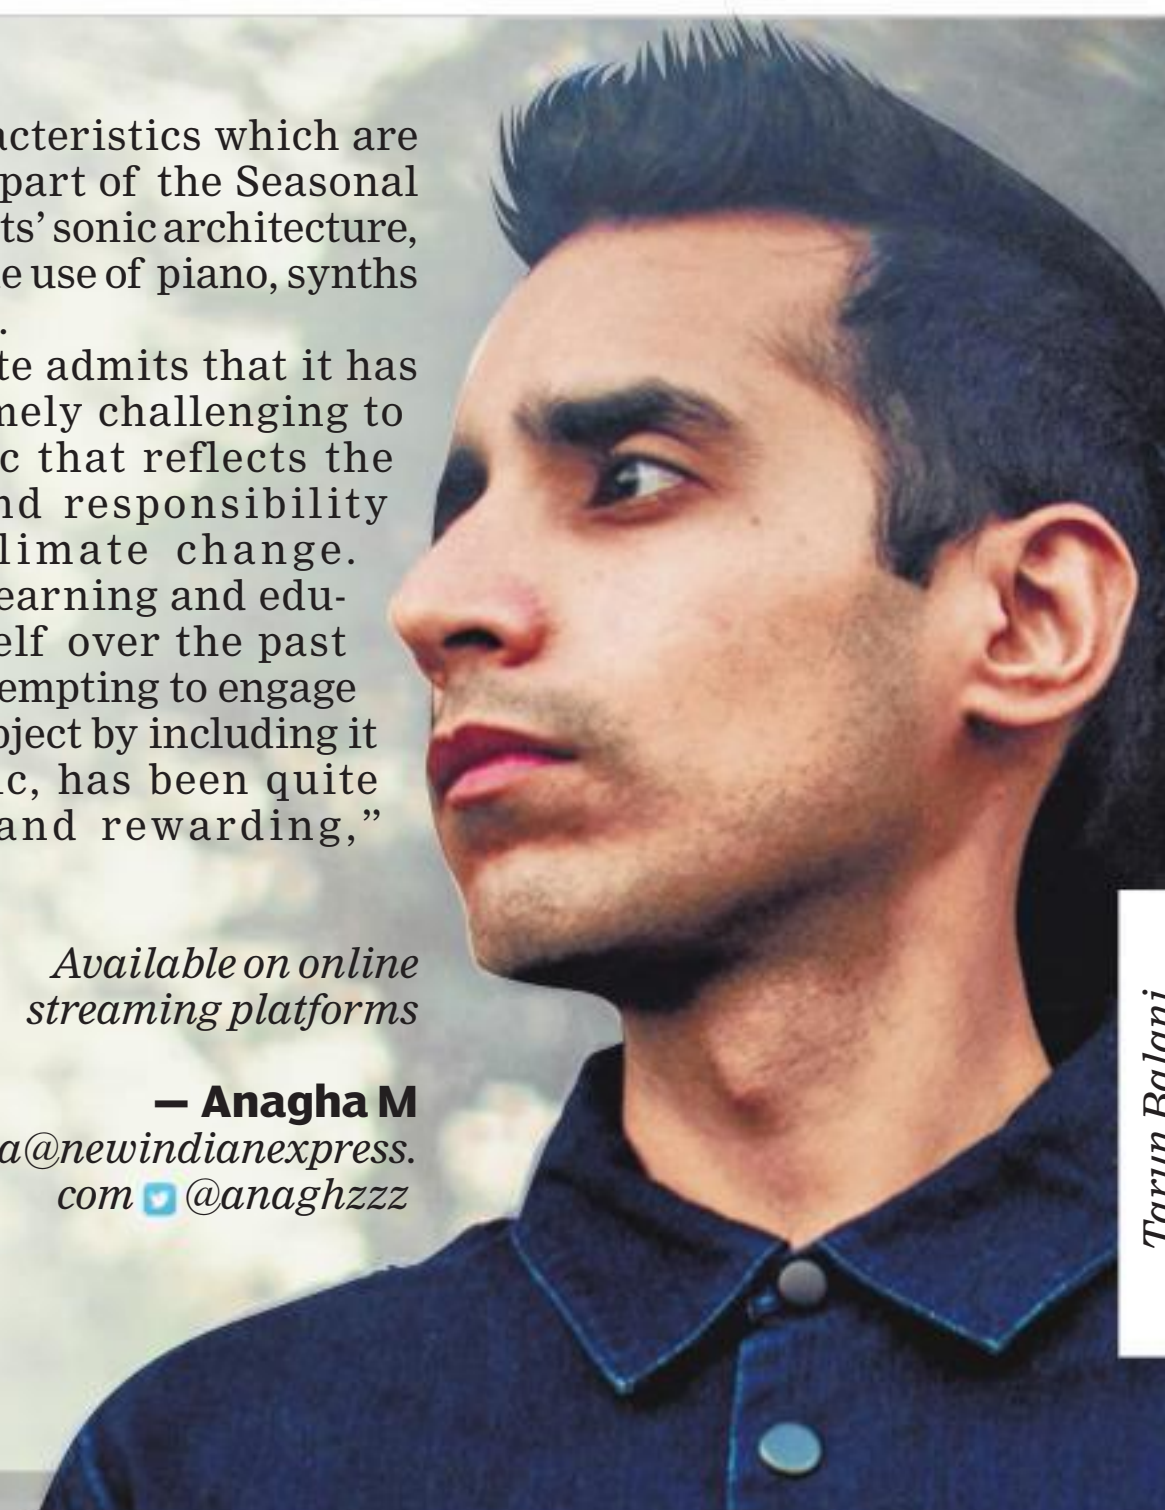 acteristics which are
part of the Seasonal
ts’ sonic architecture,
e use of piano, synths
.
te admits that it has
mely challenging to
c that reflects the
nd responsibility
limate change.
earning and edu-
elf over the past
empting to engage
bject by including it
ic, has been quite
and rewarding,”
Available on online
streaming platforms
— Anagha M
a@newindianexpress.
com @anaghzzz
Tarun Balani